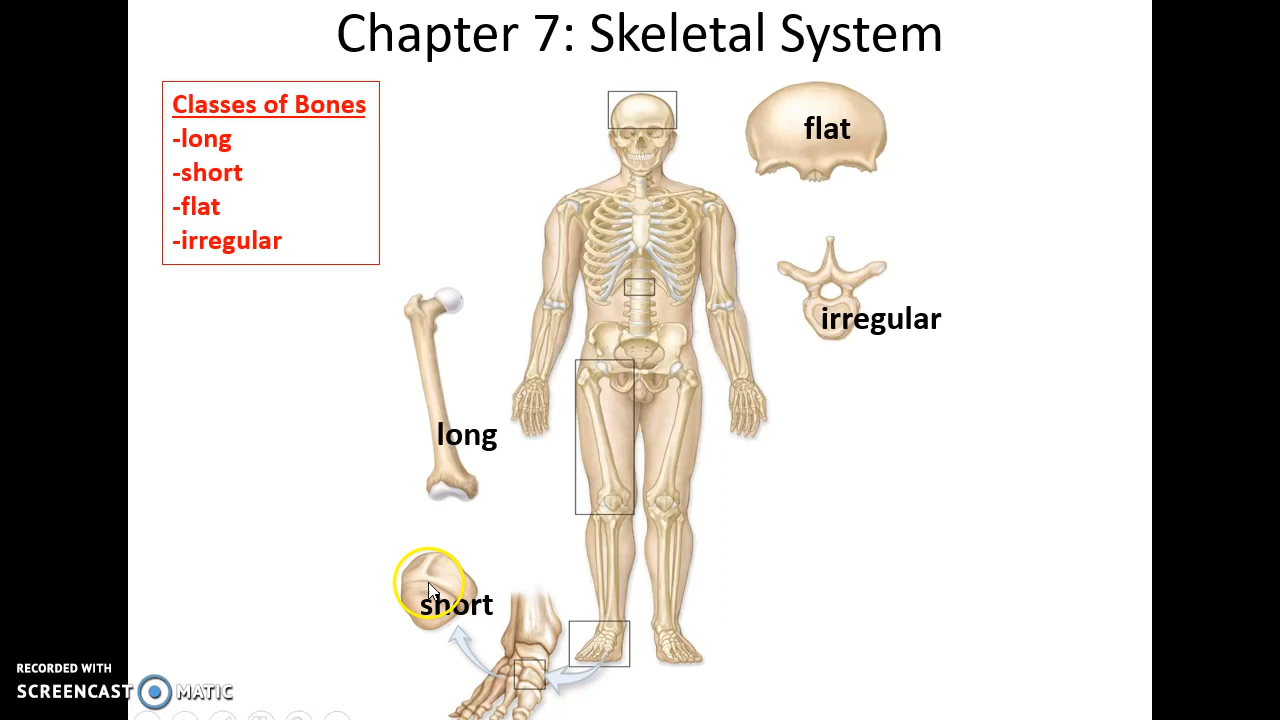 Chapter 7: Skeletal System
Classes of Bones
-long
-short
-flat
-irregular
flat
irregular
long
short
RECORDED WITH
SCREENCAST MATIC